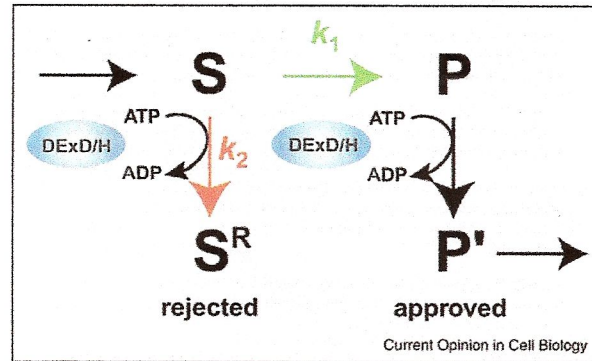 S k₁ P
ATP ATP
DExD/H k₂ DExD/H
ADP ADP
Sᴿ P'
rejected approved
Current Opinion in Cell Biology